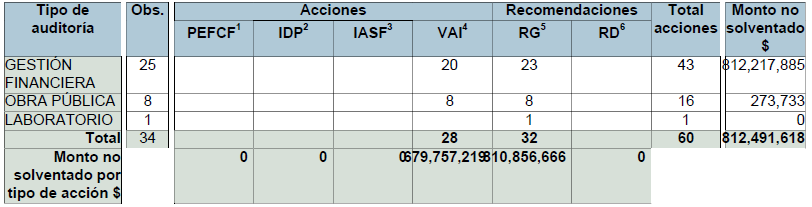 Tipo de auditoría Obs. Acciones Recomendaciones Total acciones Monto no solventado $
PEFCF1 IDP2 IASF3 VAI4 RG5 RD6
GESTIÓN FINANCIERA 25 20 23 43 812,217,885
OBRA PÚBLICA 8 8 8 16 273,733
LABORATORIO 1 1 1 0
Total 34 28 32 60 812,491,618
Monto no solventado por tipo de acción $ 0 0 0 679,757,219 810,856,666 0